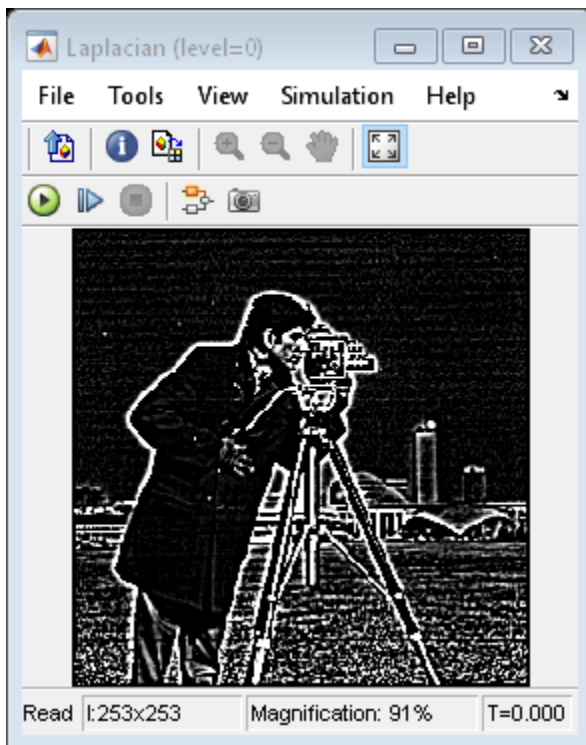 Laplacian (level=0)
File Tools View Simulation Help
Read I:253x253 Magnification: 91% T=0.000